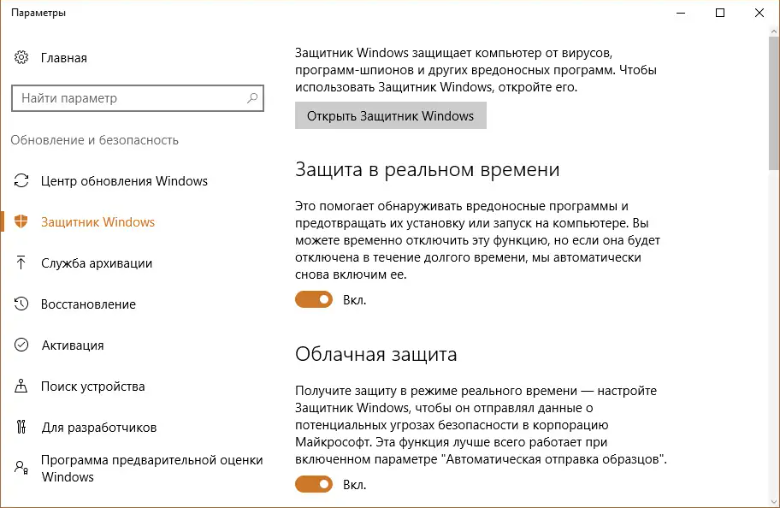 Параметры
Главная
Найти параметр
Обновление и безопасность
Центр обновления Windows
Защитник Windows
Служба архивации
Восстановление
Активация
Поиск устройства
Для разработчиков
Программа предварительной оценки
Windows
Защитник Windows защищает компьютер от вирусов,
программ-шпионов и других вредоносных программ. Чтобы
использовать Защитник Windows, откройте его.
Открыть Защитник Windows
Защита в реальном времени
Это помогает обнаруживать вредоносные программы и
предотвращать их установку или запуск на компьютере. Вы
можете временно отключить эту функцию, но если она будет
отключена в течение долгого времени, мы автоматически
снова включим ее.
Вкл.
Облачная защита
Получите защиту в режиме реального времени — настройте
Защитник Windows, чтобы он отправлял данные о
потенциальных угрозах безопасности в корпорацию
Майкрософт. Эта функция лучше всего работает при
включенном параметре "Автоматическая отправка образцов".
Вкл.